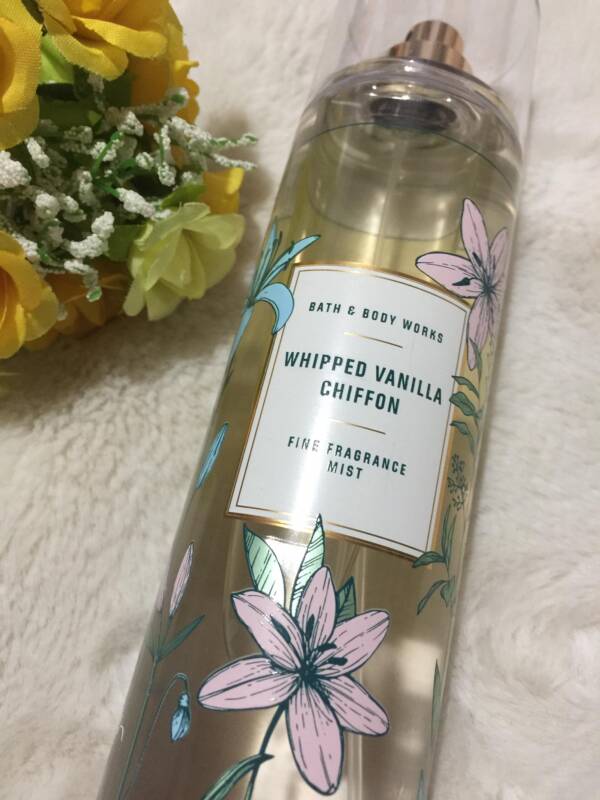 BATH & BODY WORKS
WHIPPED VANILLA
CHIFFON
FINE FRAGRANCE
MIST